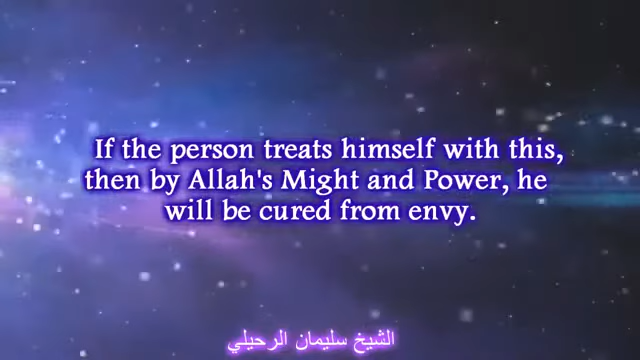 If the person treats himself with this,
then by Allah's Might and Power, he
will be cured from envy.
الشيخ سليمان الرحيلي